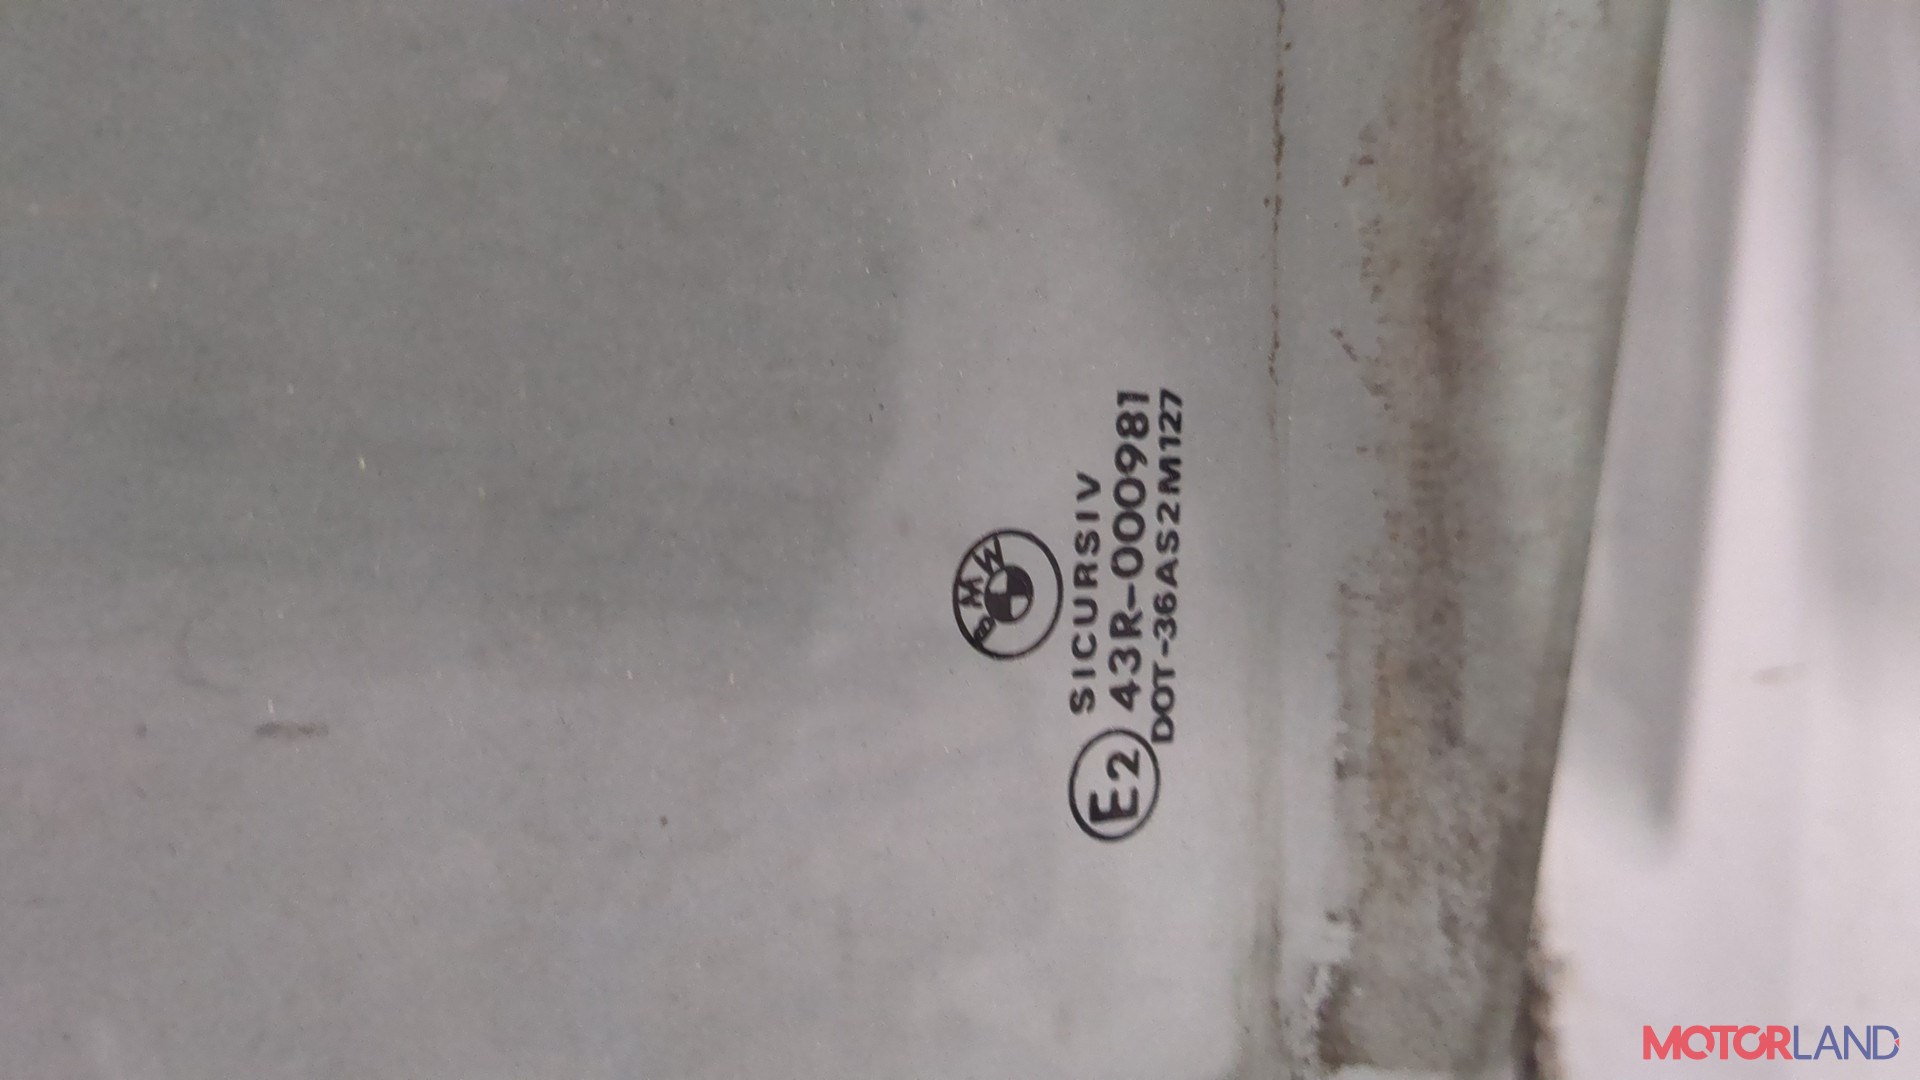 BMW
SICURSIV
E2 43R-000981
DOT-36AS2M127
MOTORLAND